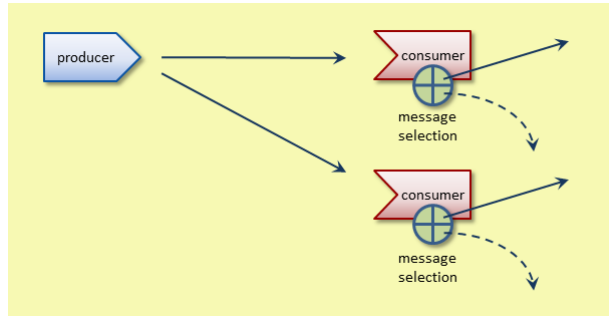 producer
consumer
message
selection
consumer
message
selection